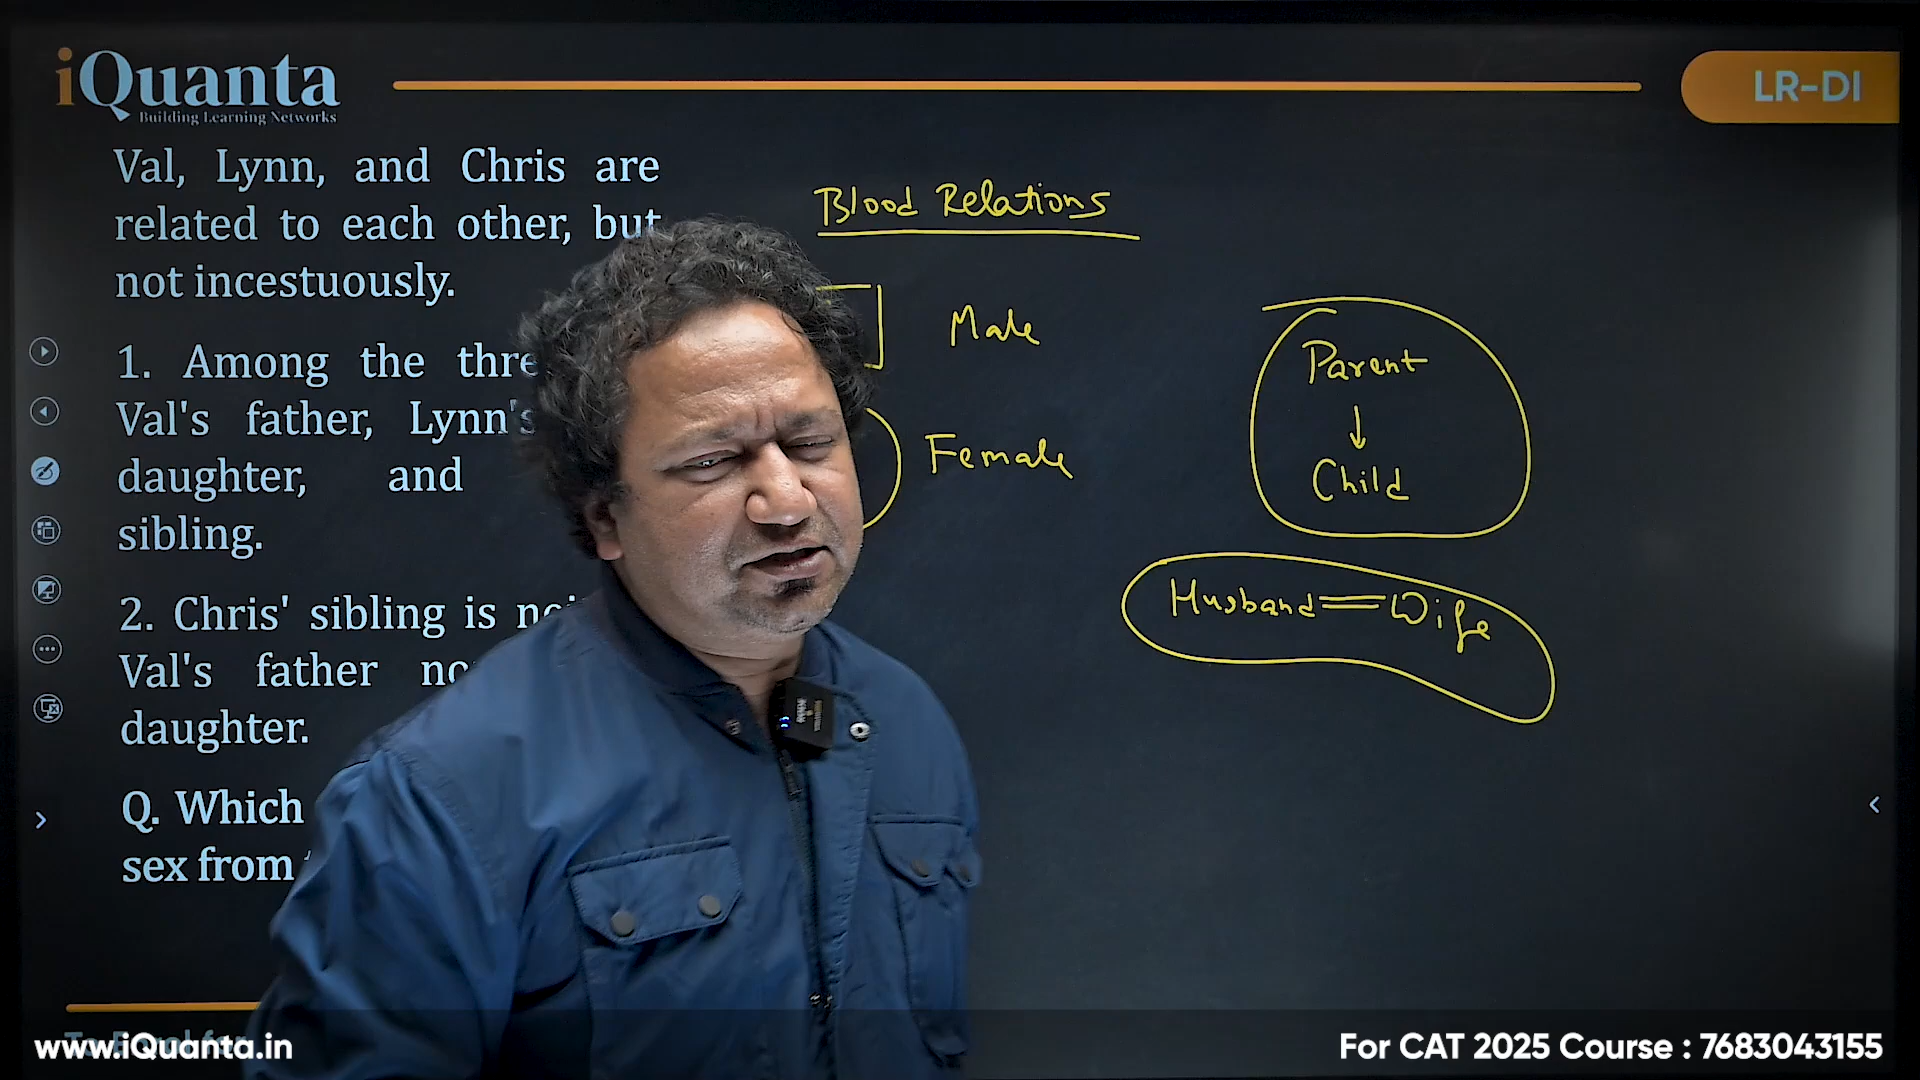 iQuanta
Building Learning Networks
LR-DI
Val, Lynn, and Chris are
related to each other, but
not incestuously.
1. Among the
Val's father, Lynn's
daughter, and
sibling.
2. Chris' sibling is
Val's father
daughter.
Q. Which
sex from
Blood Relations
Male
Female
Parent
Child
Husband = Wife
www.iQuanta.in
For CAT 2025 Course : 7683043155